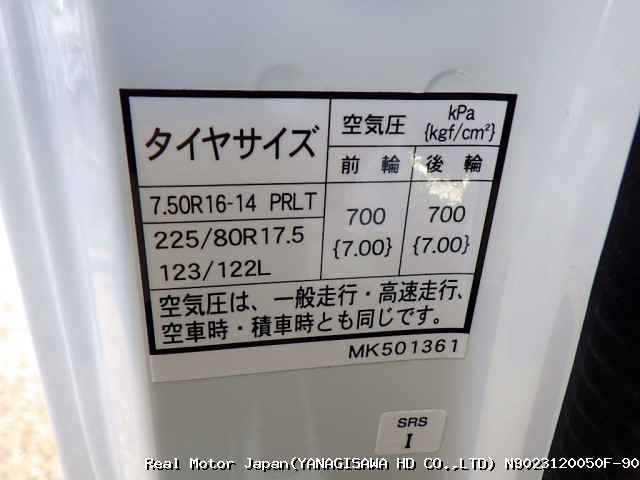 タイヤサイズ
空気圧 kPa {kgf/cm²}
前輪 後輪
7.50R16-14 PRLT
225/80R17.5
123/122L
700 {7.00}
700 {7.00}
空気圧は、一般走行・高速走行、
空車時・積車時とも同じです。
MK501361
SRS
I
Real Motor Japan(YANAGISAWA HD CO.,LTD) N9023120050F-90